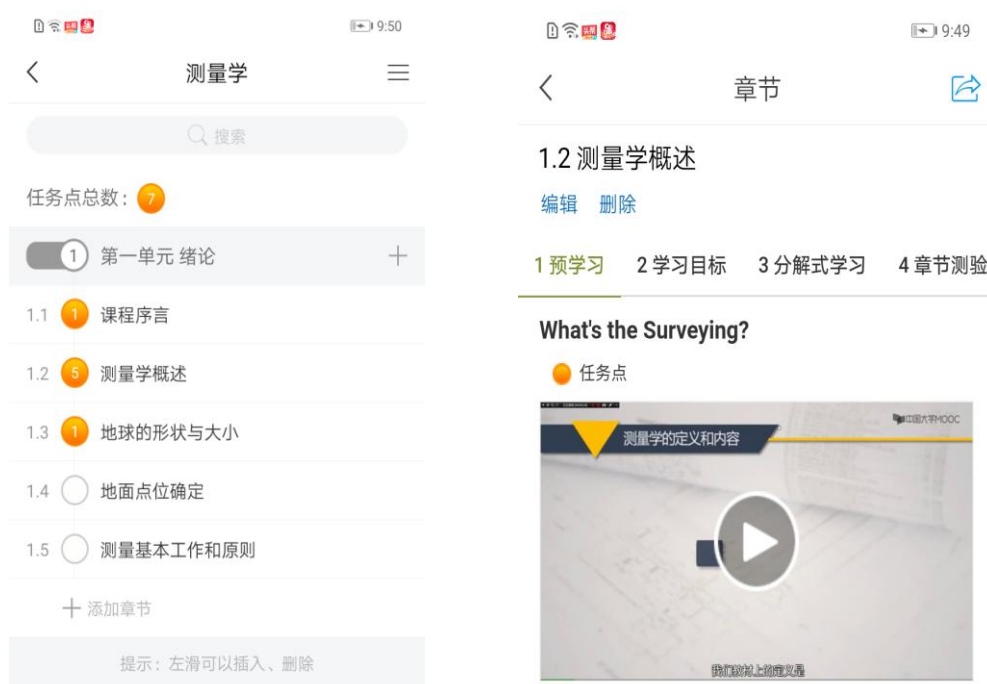 9:50
测量学
搜索
任务点总数： 7
1 第一单元 绪论
1.1 1 课程序言
1.2 5 测量学概述
1.3 1 地球的形状与大小
1.4 地面点位确定
1.5 测量基本工作和原则
添加章节
提示：左滑可以插入、删除
9:49
章节
1.2 测量学概述
编辑 删除
1 预学习 2 学习目标 3 分解式学习 4 章节测验
What's the Surveying?
任务点
中国大学MOOC
测量学的定义和内容
我们教材上的定义是